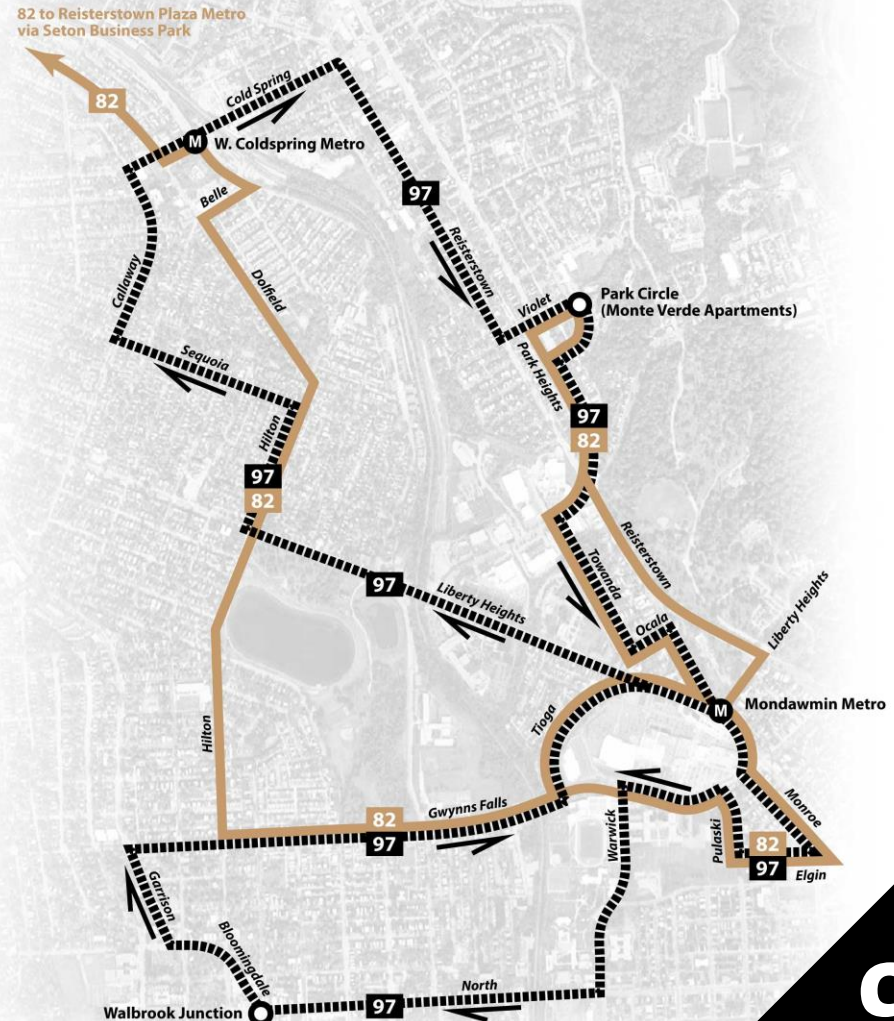 82 to Reisterstown Plaza Metro
via Seton Business Park
82
Cold Spring
M
W. Coldspring Metro
97
Belle
Reisterstown
Callaway
Dolfield
Violet
Park Circle
(Monte Verde Apartments)
Sequoia
Park Heights
Hilton
97
82
97
82
Reisterstown
Towanda
97
Liberty Heights
Ocala
Liberty Heights
M
Mondawmin Metro
Tioga
Hilton
Gwynns Falls
82
97
Monroe
Warwick
Pulaski
82
97
Elgin
Garrison
Bloomingdale
North
97
Walbrook Junction